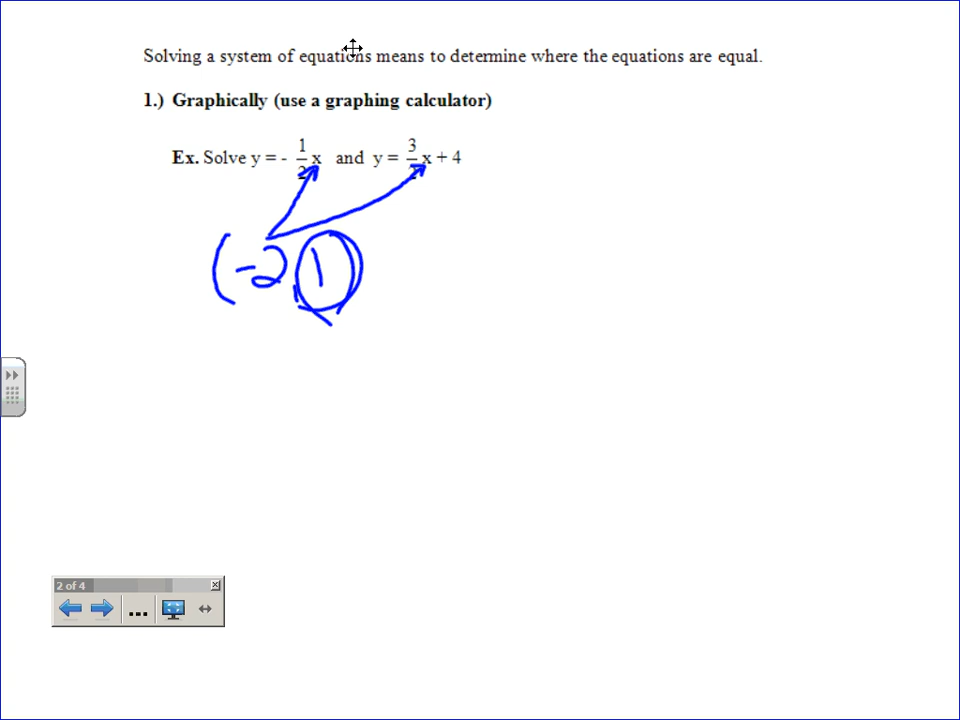 Solving a system of equations means to determine where the equations are equal.
1.) Graphically (use a graphing calculator)
Ex. Solve y = - 1/2 x and y = 3/2 x + 4
(-2, 1)
2 of 4
...